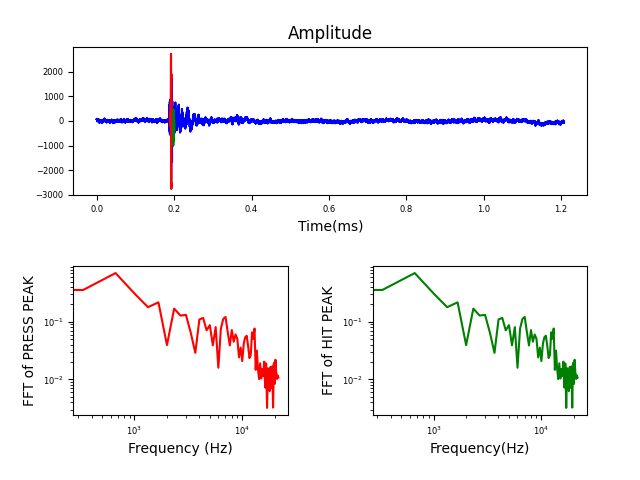 Amplitude
2000
1000
0
−1000
−2000
−3000
0.0 0.2 0.4 0.6 0.8 1.0 1.2
Time(ms)
FFT of PRESS PEAK
10⁻¹
10⁻²
10³ 10⁴
Frequency (Hz)
FFT of HIT PEAK
10⁻¹
10⁻²
10³ 10⁴
Frequency(Hz)